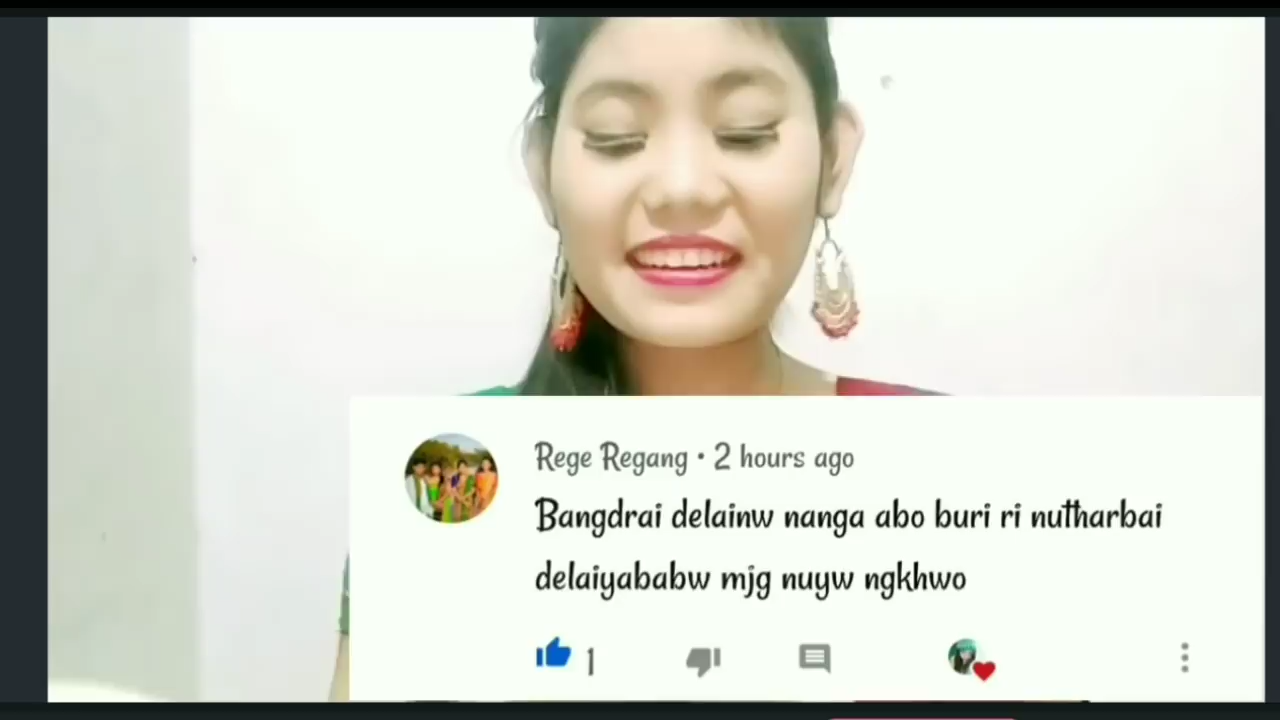 Rege Regang • 2 hours ago
Bangdrai delainw nanga abo buri ri nutharbai
delaiyababw mjg nuyw ngkhwo
1